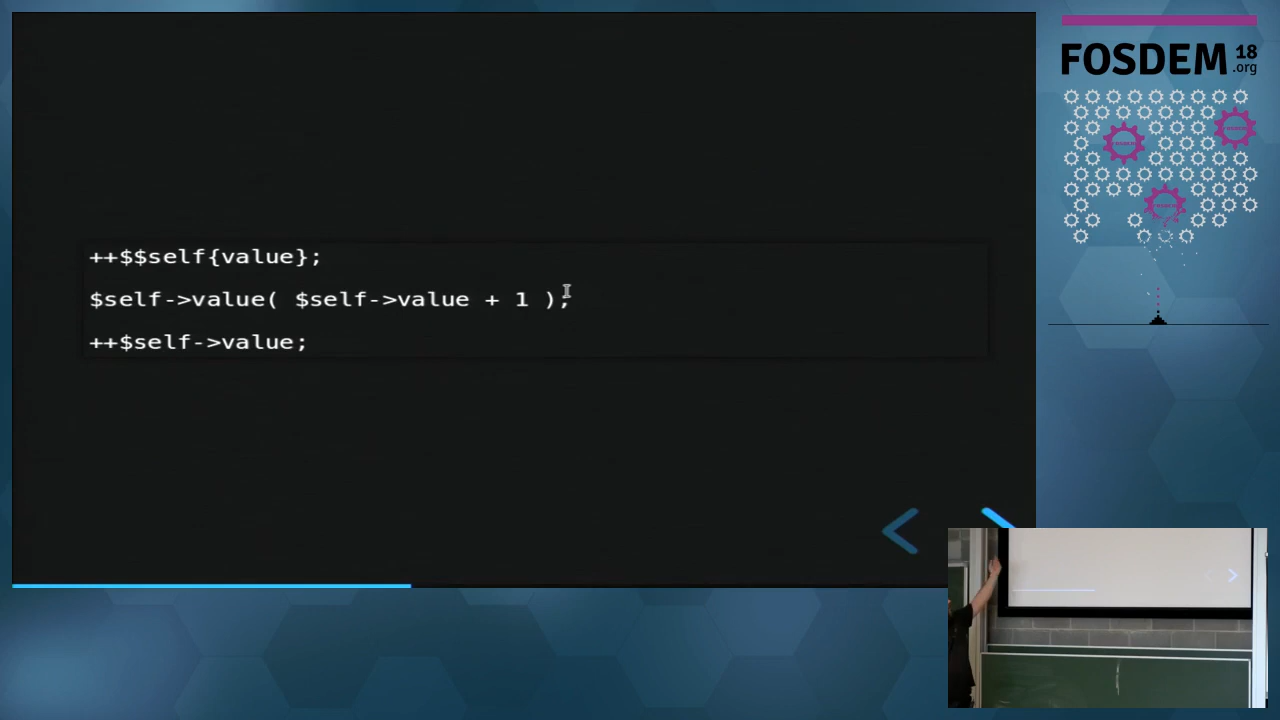 ++$$self{value};
$self->value( $self->value + 1 );
++$self->value;
FOSDEM 18
.org